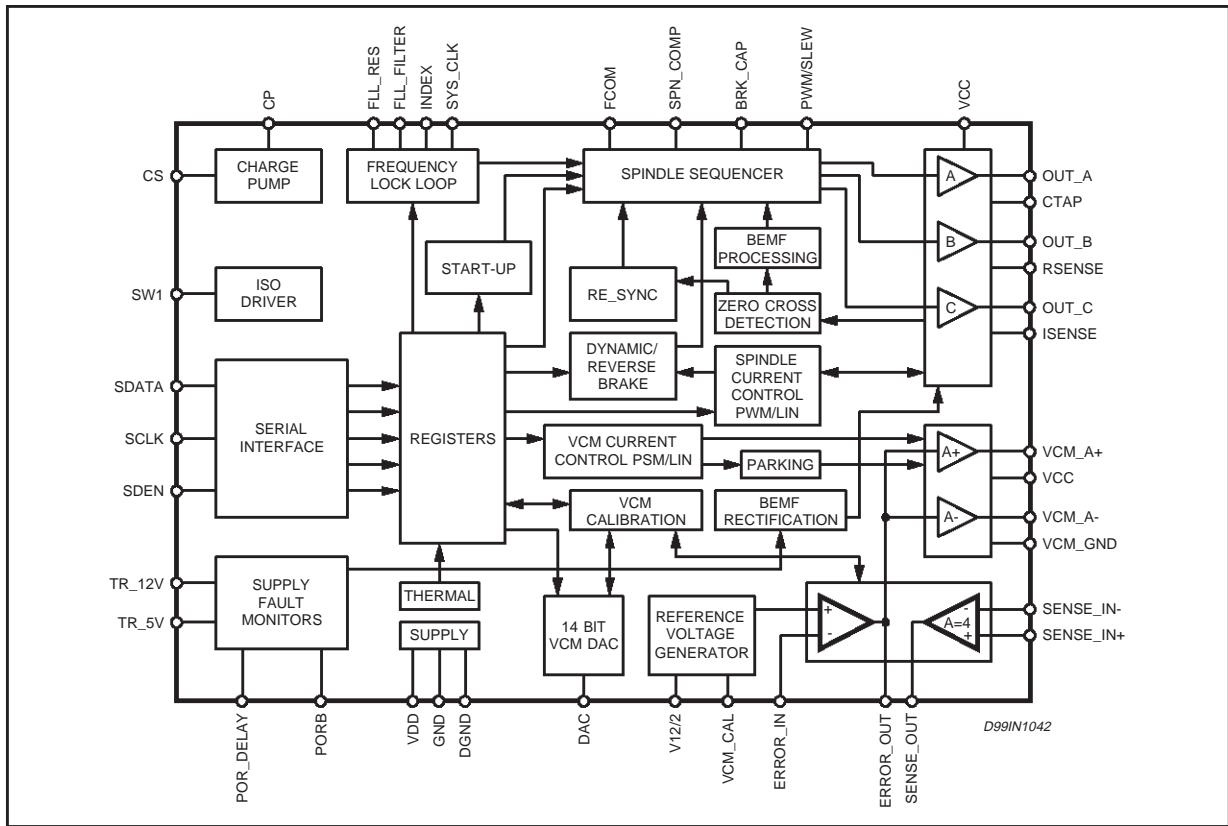 CP
FLL_RES
FLL_FILTER
INDEX
SYS_CLK
FCOM
SPN_COMP
BRK_CAP
PWM/SLEW
VCC
CS
CHARGE
PUMP
FREQUENCY
LOCK LOOP
SPINDLE SEQUENCER
A
OUT_A
CTAP
START-UP
BEMF
PROCESSING
B
OUT_B
RSENSE
SW1
ISO
DRIVER
RE_SYNC
ZERO CROSS
DETECTION
C
OUT_C
ISENSE
SDATA
SCLK
SDEN
SERIAL
INTERFACE
REGISTERS
DYNAMIC/
REVERSE
BRAKE
SPINDLE
CURRENT
CONTROL
PWM/LIN
VCM CURRENT
CONTROL PSM/LIN
PARKING
A+
VCM_A+
VCC
VCM
CALIBRATION
BEMF
RECTIFICATION
A-
VCM_A-
VCM_GND
TR_12V
TR_5V
SUPPLY
FAULT
MONITORS
THERMAL
SUPPLY
14 BIT
VCM DAC
REFERENCE
VOLTAGE
GENERATOR
+
-
A=4
-
+
SENSE_IN-
SENSE_IN+
POR_DELAY
PORB
VDD
GND
DGND
DAC
V12/2
VCM_CAL
ERROR_IN
ERROR_OUT
SENSE_OUT
D99IN1042